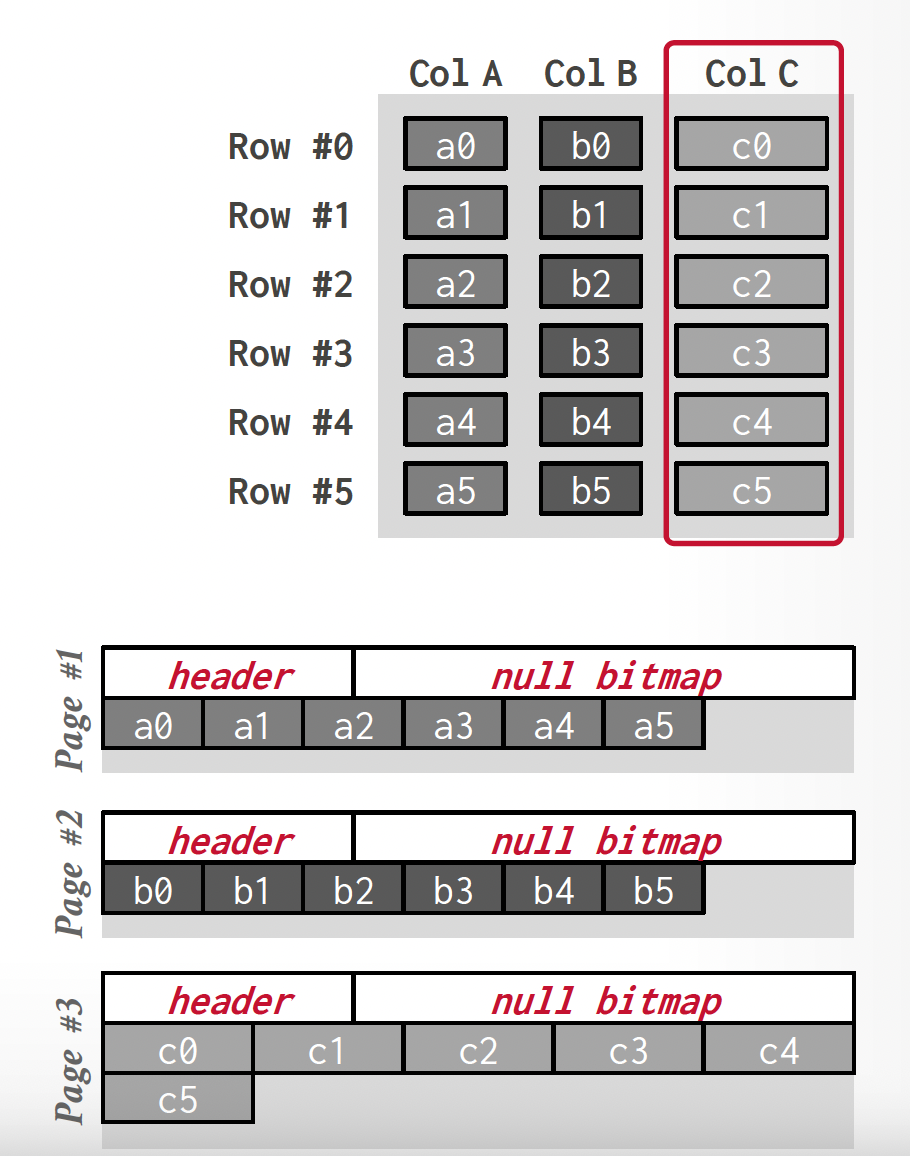 Col A Col B Col C
Row #0 a0 b0 c0
Row #1 a1 b1 c1
Row #2 a2 b2 c2
Row #3 a3 b3 c3
Row #4 a4 b4 c4
Row #5 a5 b5 c5
Page #1
header null bitmap
a0 a1 a2 a3 a4 a5
Page #2
header null bitmap
b0 b1 b2 b3 b4 b5
Page #3
header null bitmap
c0 c1 c2 c3 c4
c5